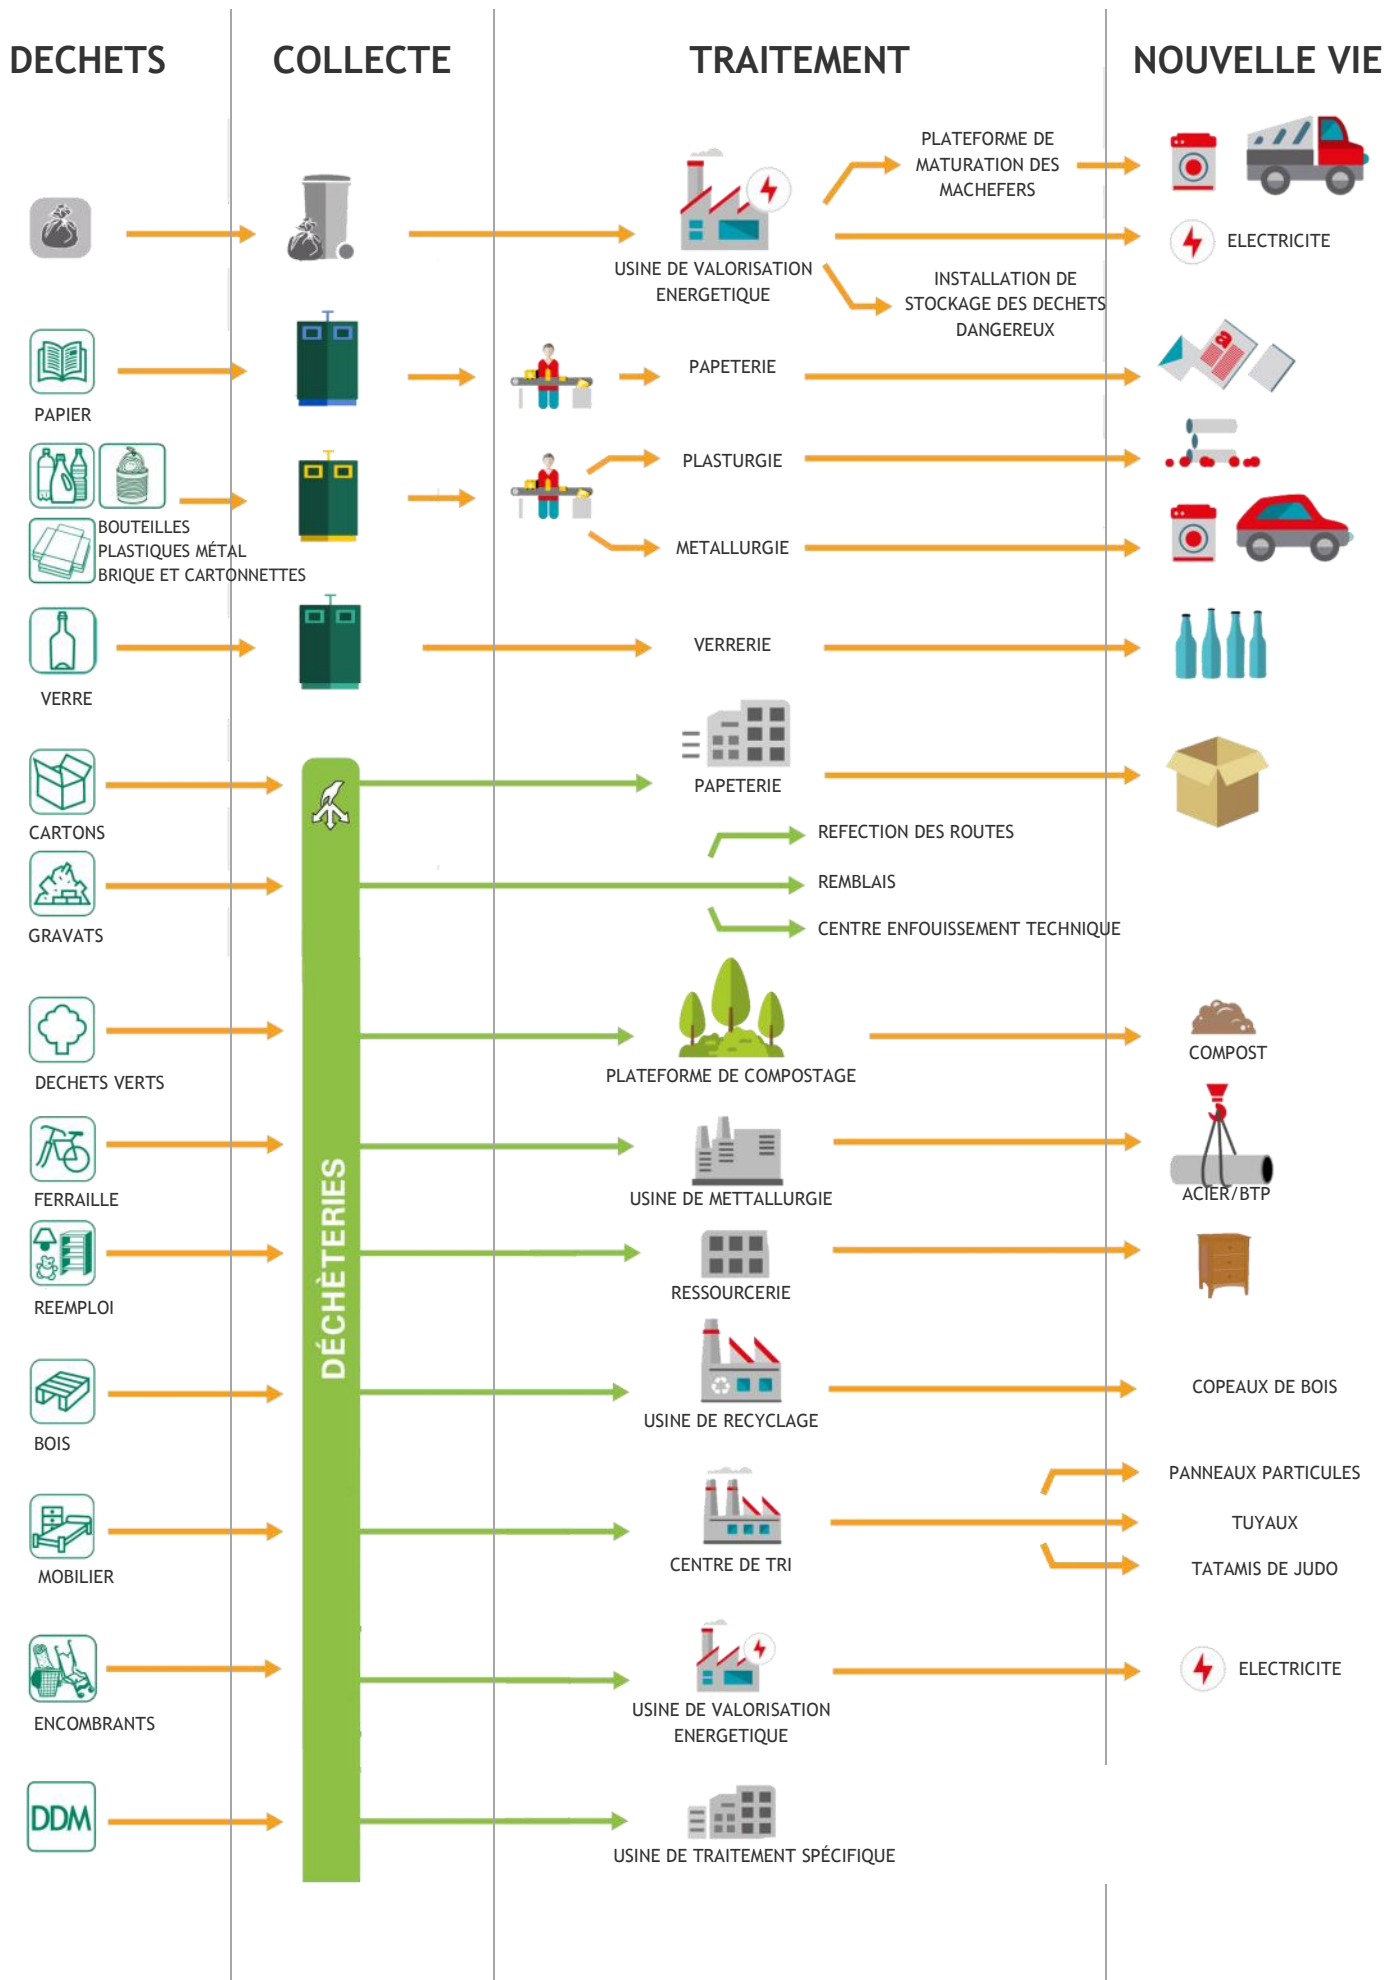 DECHETS
COLLECTE
TRAITEMENT
NOUVELLE VIE
PLATEFORME DE
MATURATION DES
MACHEFERS
USINE DE VALORISATION
ENERGETIQUE
ELECTRICITE
INSTALLATION DE
STOCKAGE DES DECHETS
DANGEREUX
PAPIER
PAPETERIE
a
BOUTEILLES
PLASTIQUES MÉTAL
BRIQUE ET CARTONNETTES
PLASTURGIE
METALLURGIE
VERRE
VERRERIE
CARTONS
PAPETERIE
GRAVATS
REFECTION DES ROUTES
REMBLAIS
CENTRE ENFOUISSEMENT TECHNIQUE
DECHETS VERTS
PLATEFORME DE COMPOSTAGE
COMPOST
FERRAILLE
USINE DE METTALLURGIE
ACIER/BTP
DÉCHÈTERIES
REEMPLOI
RESSOURCERIE
BOIS
USINE DE RECYCLAGE
COPEAUX DE BOIS
MOBILIER
CENTRE DE TRI
PANNEAUX PARTICULES
TUYAUX
TATAMIS DE JUDO
ENCOMBRANTS
USINE DE VALORISATION
ENERGETIQUE
ELECTRICITE
DDM
USINE DE TRAITEMENT SPÉCIFIQUE